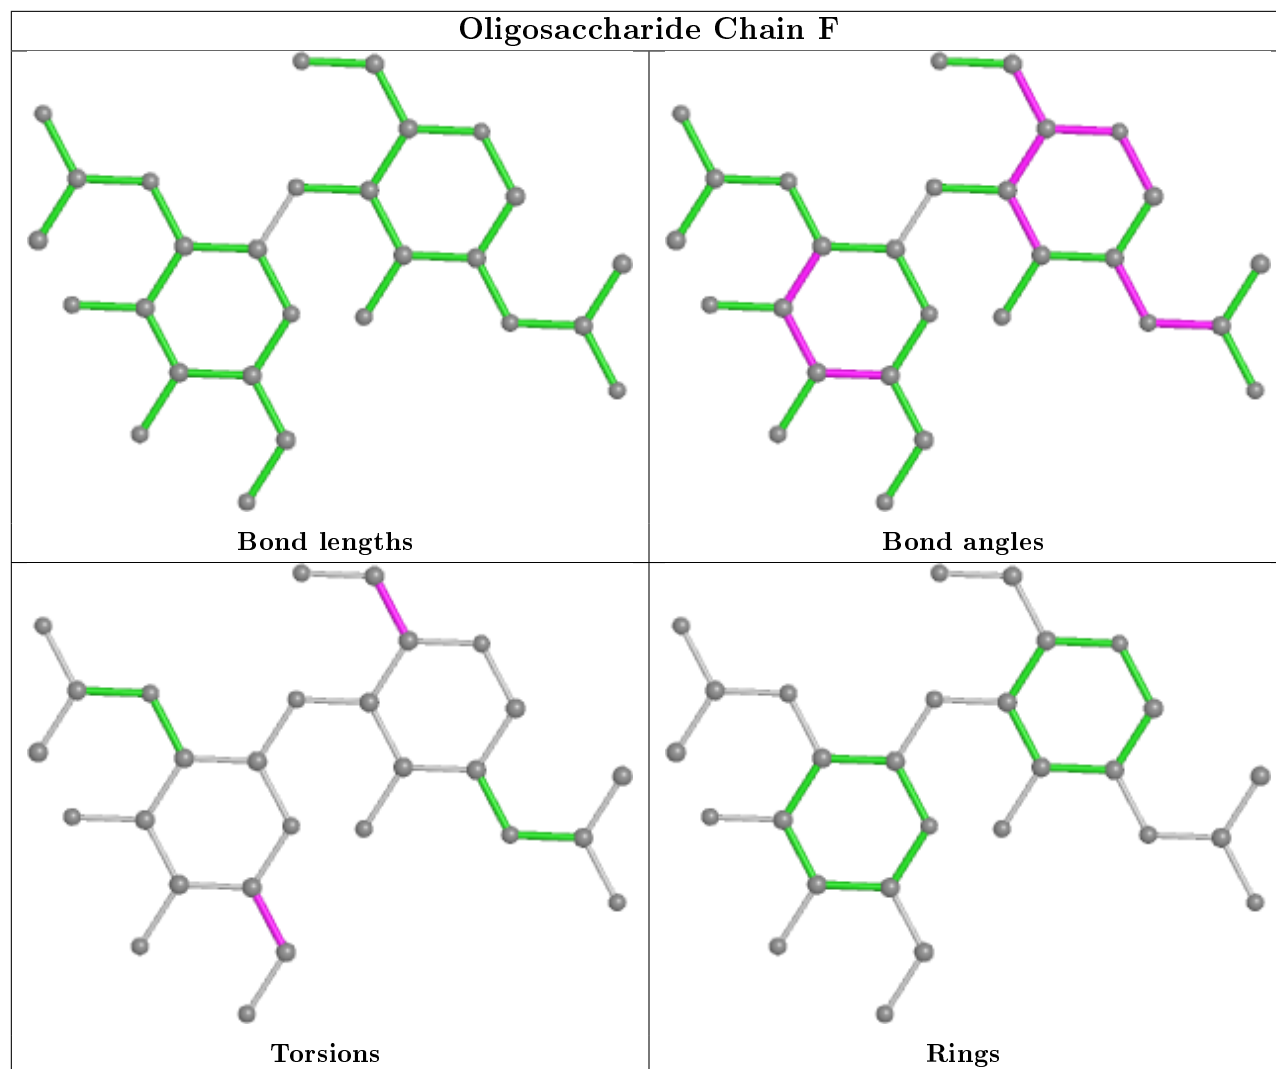 Oligosaccharide Chain F
Bond lengths
Bond angles
Torsions
Rings